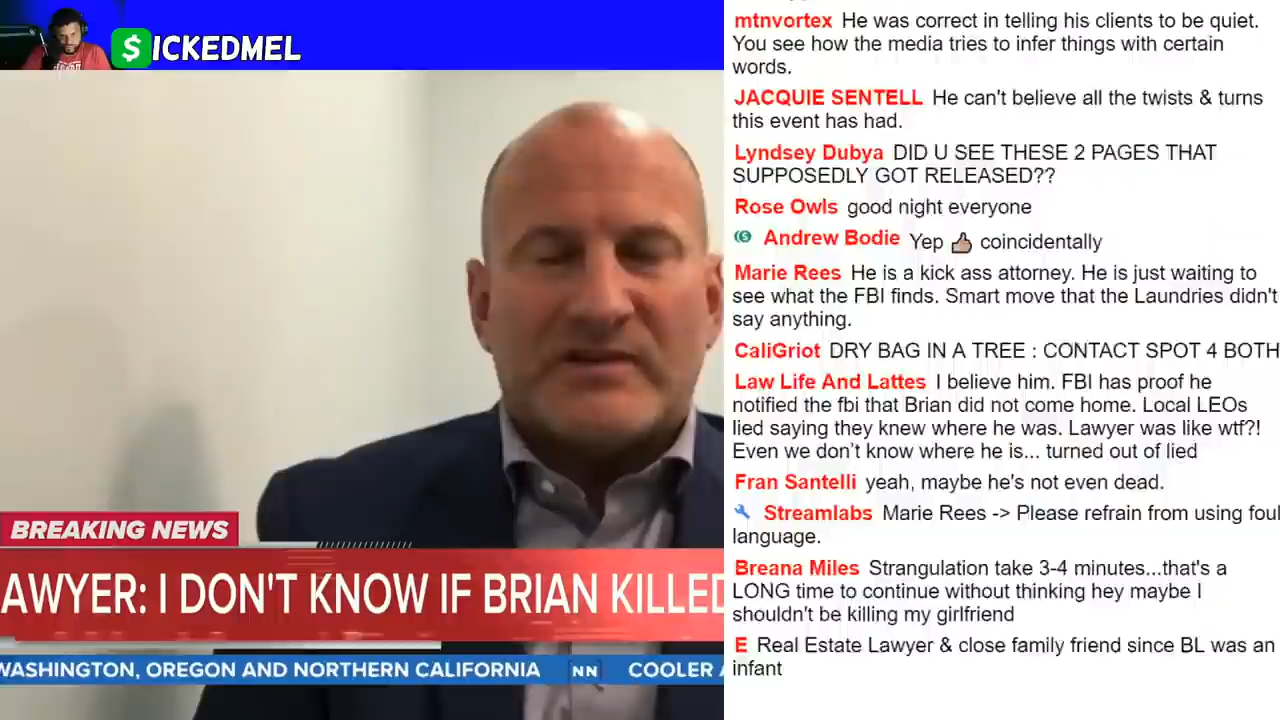 $ICKEDMEL
BREAKING NEWS
AWYER: I DON'T KNOW IF BRIAN KILLED
WASHINGTON, OREGON AND NORTHERN CALIFORNIA NN COOLER
mtnvortex He was correct in telling his clients to be quiet.
You see how the media tries to infer things with certain
words.
JACQUIE SENTELL He can't believe all the twists & turns
this event has had.
Lyndsey Dubya DID U SEE THESE 2 PAGES THAT
SUPPOSEDLY GOT RELEASED??
Rose Owls good night everyone
Andrew Bodie Yep 👍🏽 coincidentally
Marie Rees He is a kick ass attorney. He is just waiting to
see what the FBI finds. Smart move that the Laundries didn't
say anything.
CaliGriot DRY BAG IN A TREE : CONTACT SPOT 4 BOTH
Law Life And Lattes I believe him. FBI has proof he
notified the fbi that Brian did not come home. Local LEOs
lied saying they knew where he was. Lawyer was like wtf?!
Even we don’t know where he is... turned out of lied
Fran Santelli yeah, maybe he's not even dead.
Streamlabs Marie Rees -> Please refrain from using foul
language.
Breana Miles Strangulation take 3-4 minutes...that's a
LONG time to continue without thinking hey maybe I
shouldn't be killing my girlfriend
E Real Estate Lawyer & close family friend since BL was an
infant